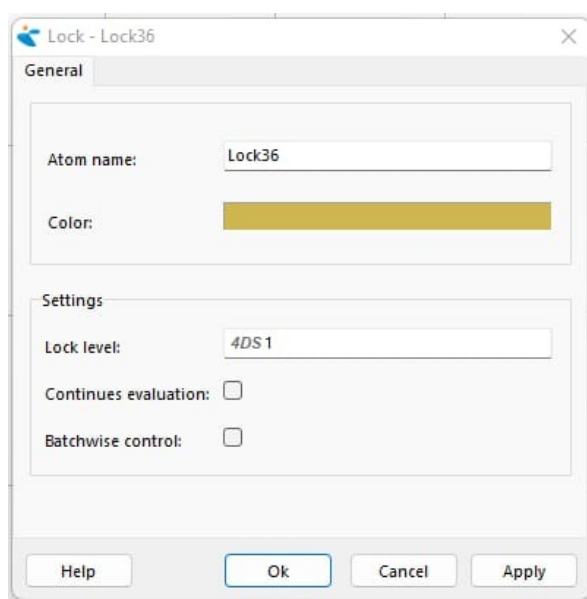 Lock - Lock36
General
Atom name: Lock36
Color:
Settings
Lock level: 4DS 1
Continues evaluation:
Batchwise control:
Help Ok Cancel Apply